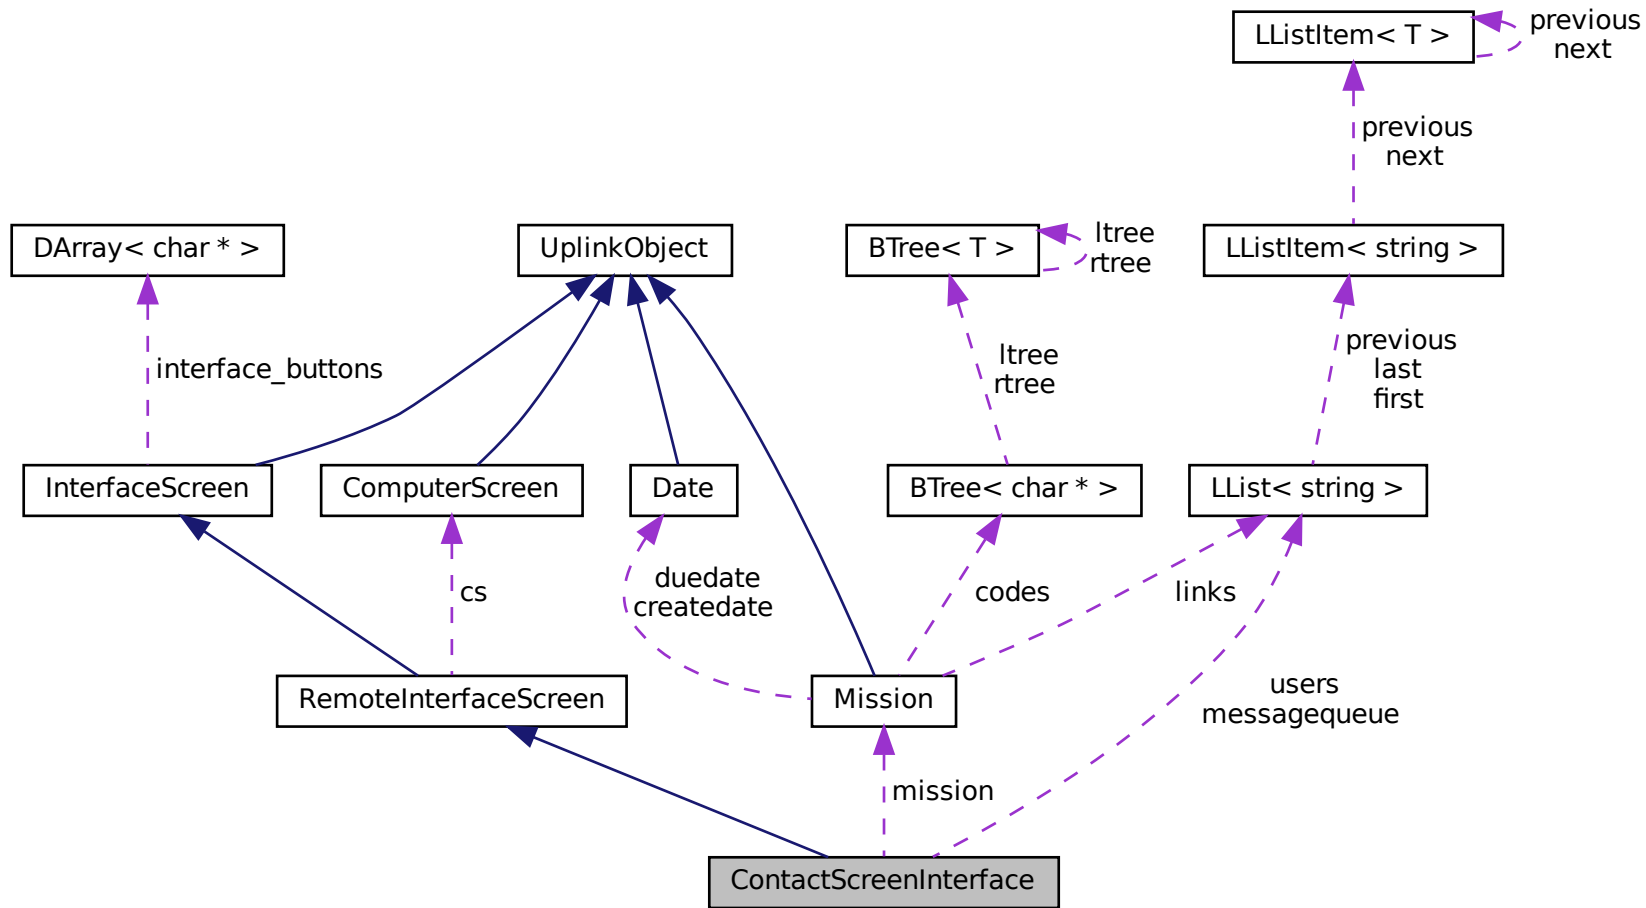 LListItem< T >
previous
next
previous
next
DArray< char * >
UplinkObject
BTree< T >
ltree
rtree
LListItem< string >
interface_buttons
ltree
rtree
previous
last
first
InterfaceScreen
ComputerScreen
Date
BTree< char * >
LList< string >
cs
duedate
createdate
codes
links
RemoteInterfaceScreen
Mission
users
messagequeue
mission
ContactScreenInterface